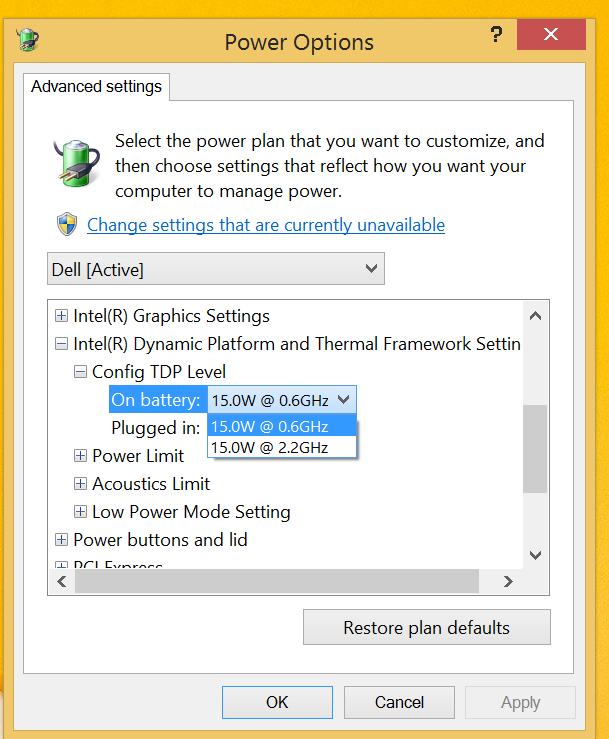 Power Options
?
Advanced settings
Select the power plan that you want to customize, and
then choose settings that reflect how you want your
computer to manage power.
Change settings that are currently unavailable
Dell [Active]
Intel(R) Graphics Settings
Intel(R) Dynamic Platform and Thermal Framework Settin
Config TDP Level
On battery: 15.0W @ 0.6GHz
15.0W @ 0.6GHz
Plugged in:
15.0W @ 2.2GHz
Power Limit
Acoustics Limit
Low Power Mode Setting
Power buttons and lid
PCI Express
Restore plan defaults
OK Cancel Apply